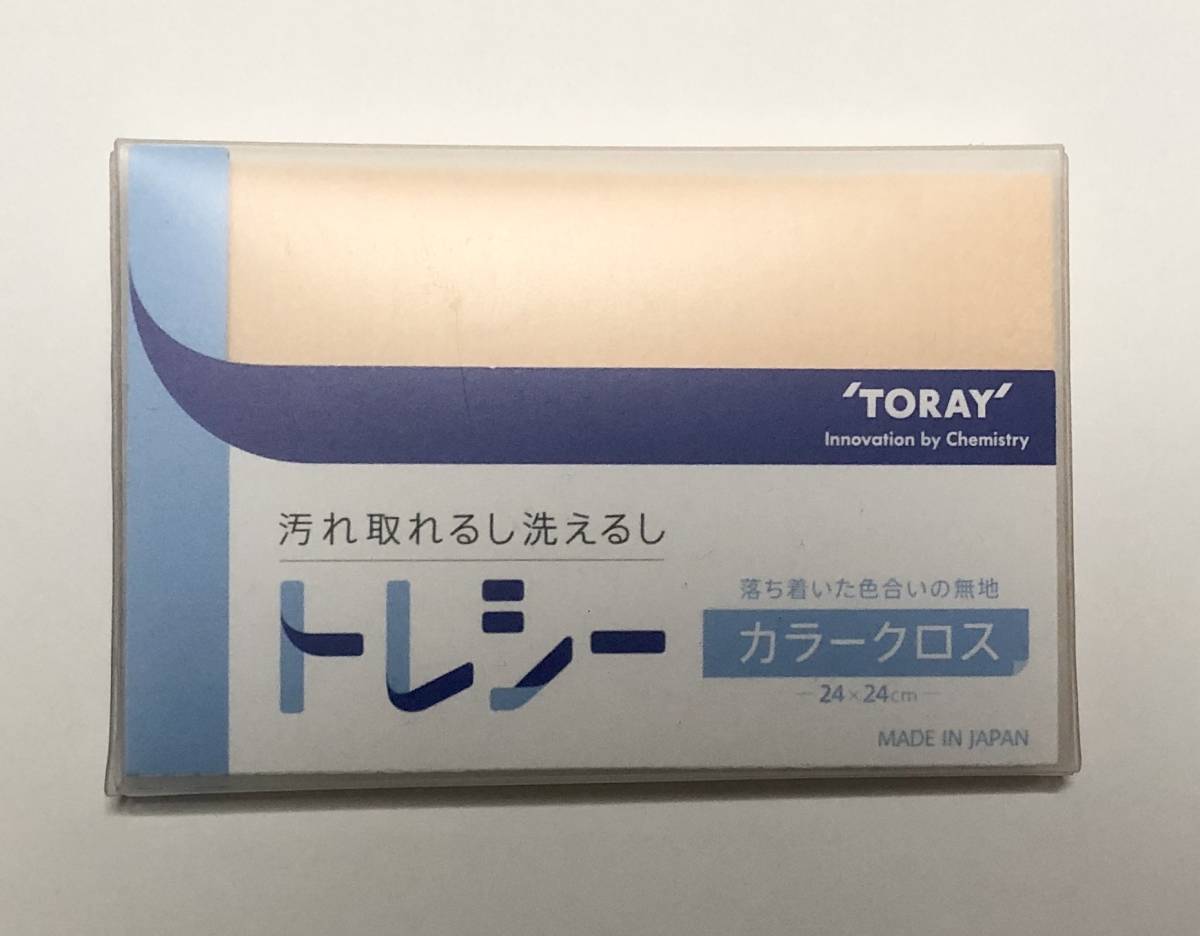 'TORAY'
Innovation by Chemistry
汚れ取れるし洗えるし
トレシー
落ち着いた色合いの無地
カラークロス
24×24cm
MADE IN JAPAN